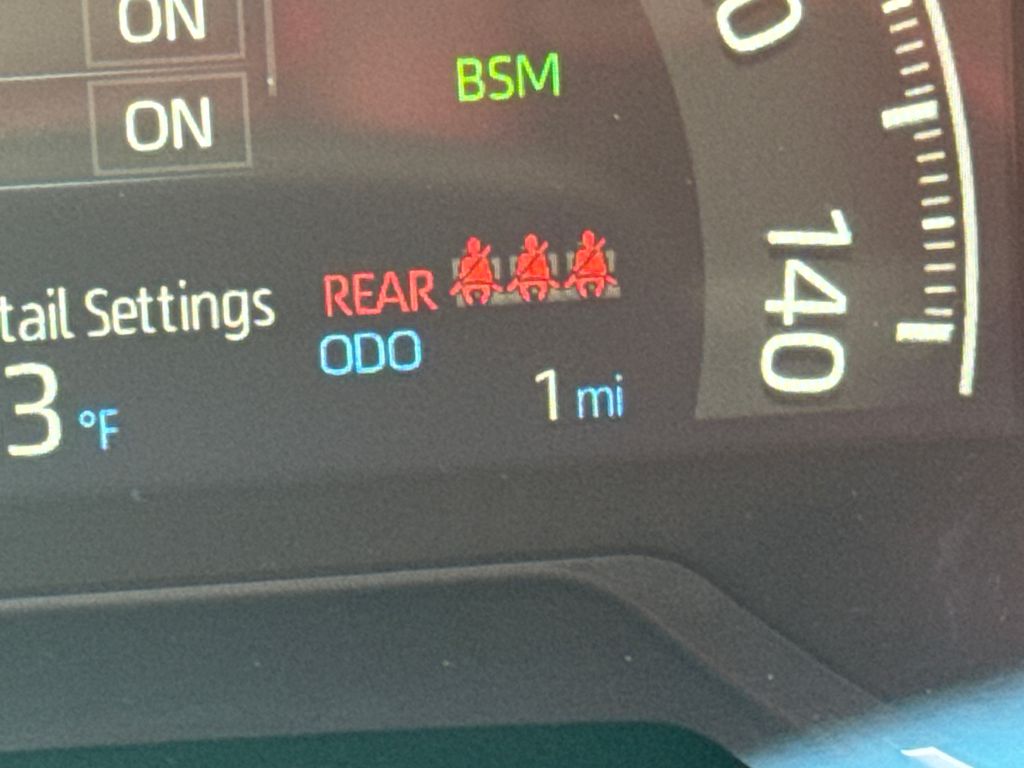 ON
BSM
ON
140
REAR
tail Settings
ODO
3 °F
1 mi